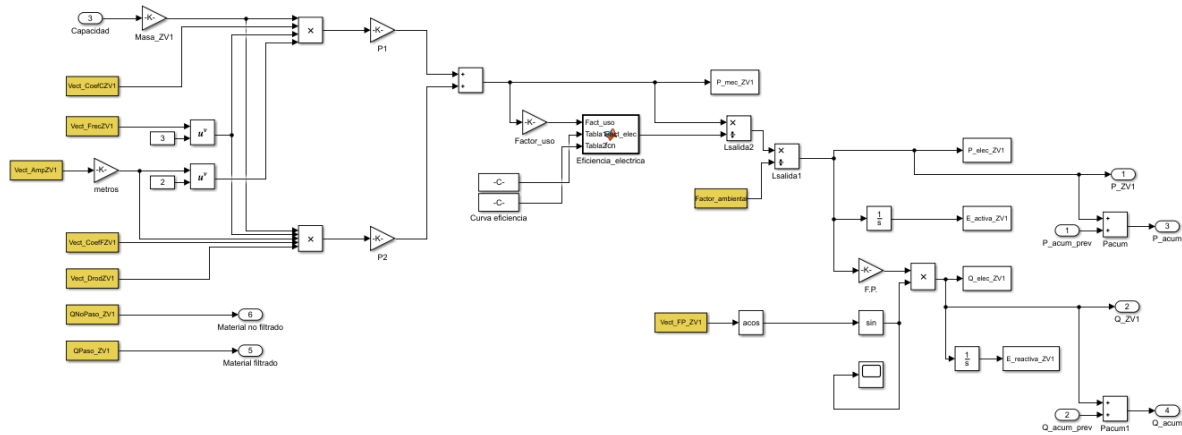 3
Capacidad
-K-
Masa_ZV1
×
-K-
P1
Vect_CoefCZV1
Vect_FrecZV1
3
u^v
Vect_AmpZV1
-K-
metros
2
u^v
Vect_CoefFZV1
Vect_DrodZV1
×
-K-
P2
QNoPaso_ZV1
6
Material no filtrado
QPaso_ZV1
5
Material filtrado
+
+
P_mec_ZV1
-K-
Factor_uso
Fact_uso
Tabla1
Tabla2
fcn
Eficiencia_electrica
-C-
-C-
Curva eficiencia
×
÷
Lsalida2
×
÷
Lsalida1
Factor_ambiental
P_elec_ZV1
1
P_ZV1
1
s
E_activa_ZV1
1
P_acum_prev
+
+
Pacum
3
P_acum
-K-
F.P.
×
Q_elec_ZV1
Vect_FP_ZV1
acos
sin
2
Q_ZV1
1
s
E_reactiva_ZV1
2
Q_acum_prev
+
+
Pacum1
4
Q_acum